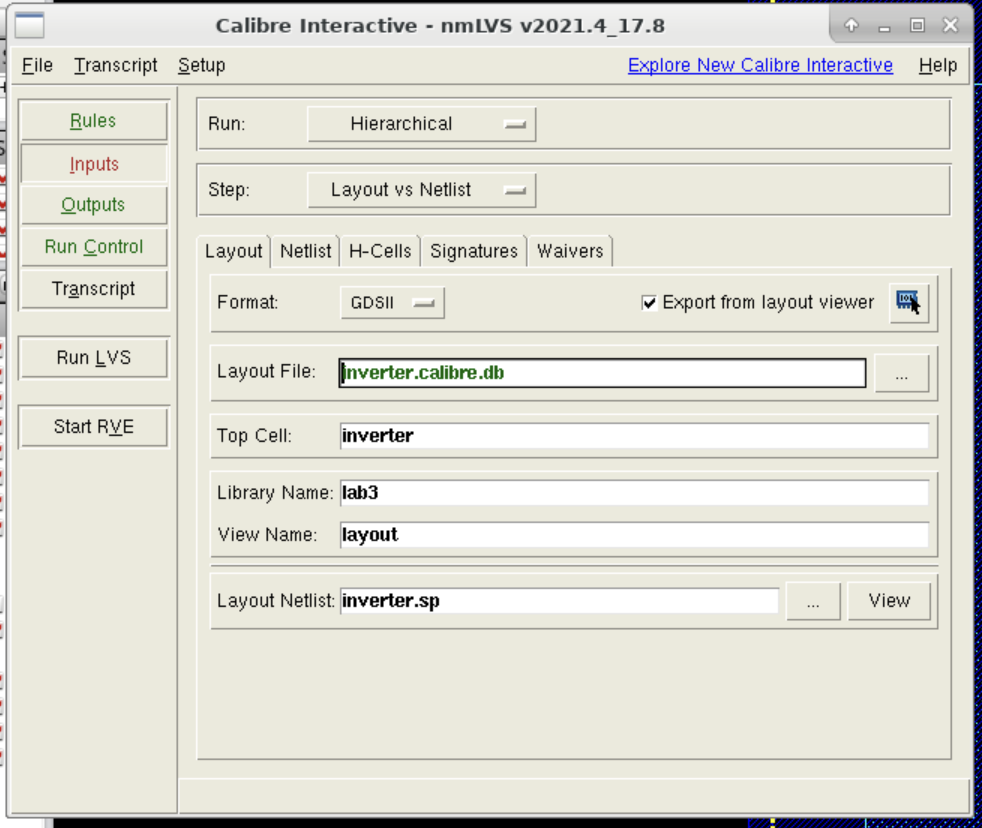 Calibre Interactive - nmLVS v2021.4_17.8
File Transcript Setup Explore New Calibre Interactive Help
Rules
Inputs
Outputs
Run Control
Transcript
Run LVS
Start RVE
Run: Hierarchical
Step: Layout vs Netlist
Layout Netlist H-Cells Signatures Waivers
Format: GDSII Export from layout viewer
Layout File: inverter.calibre.db ...
Top Cell: inverter
Library Name: lab3
View Name: layout
Layout Netlist: inverter.sp ... View